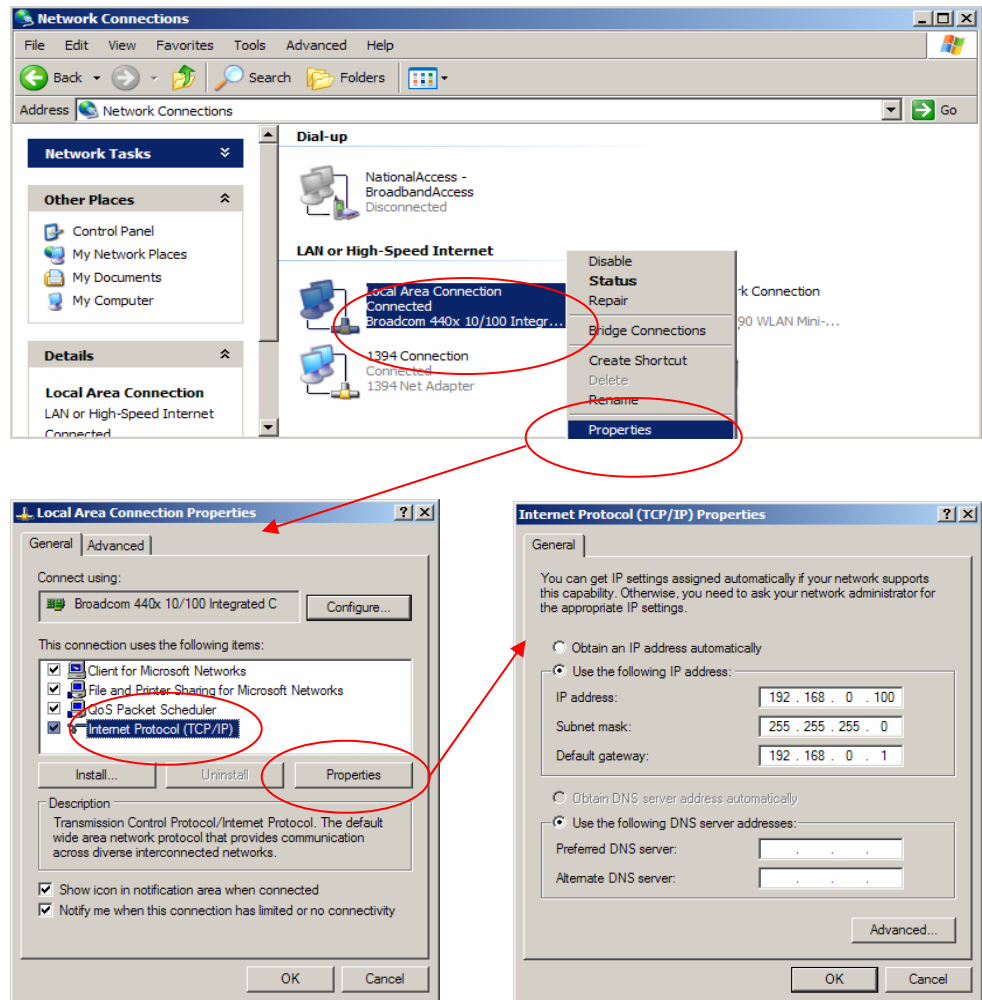 Network Connections
File Edit View Favorites Tools Advanced Help
Back Search Folders
Address Network Connections Go
Network Tasks
Other Places
Control Panel
My Network Places
My Documents
My Computer
Details
Local Area Connection
LAN or High-Speed Internet
Connected
Dial-up
NationalAccess -
BroadbandAccess
Disconnected
LAN or High-Speed Internet
Local Area Connection
Connected
Broadcom 440x 10/100 Integr...
1394 Connection
Connected
1394 Net Adapter
rk Connection
90 WLAN Mini-...
Disable
Status
Repair
Bridge Connections
Create Shortcut
Delete
Rename
Properties
Local Area Connection Properties
General Advanced
Connect using:
Broadcom 440x 10/100 Integrated C Configure...
This connection uses the following items:
Client for Microsoft Networks
File and Printer Sharing for Microsoft Networks
QoS Packet Scheduler
Internet Protocol (TCP/IP)
Install... Uninstall Properties
Description
Transmission Control Protocol/Internet Protocol. The default
wide area network protocol that provides communication
across diverse interconnected networks.
Show icon in notification area when connected
Notify me when this connection has limited or no connectivity
OK Cancel
Internet Protocol (TCP/IP) Properties
General
You can get IP settings assigned automatically if your network supports
this capability. Otherwise, you need to ask your network administrator for
the appropriate IP settings.
Obtain an IP address automatically
Use the following IP address:
IP address: 192 . 168 . 0 . 100
Subnet mask: 255 . 255 . 255 . 0
Default gateway: 192 . 168 . 0 . 1
Obtain DNS server address automatically
Use the following DNS server addresses:
Preferred DNS server: . . .
Alternate DNS server: . . .
Advanced...
OK Cancel